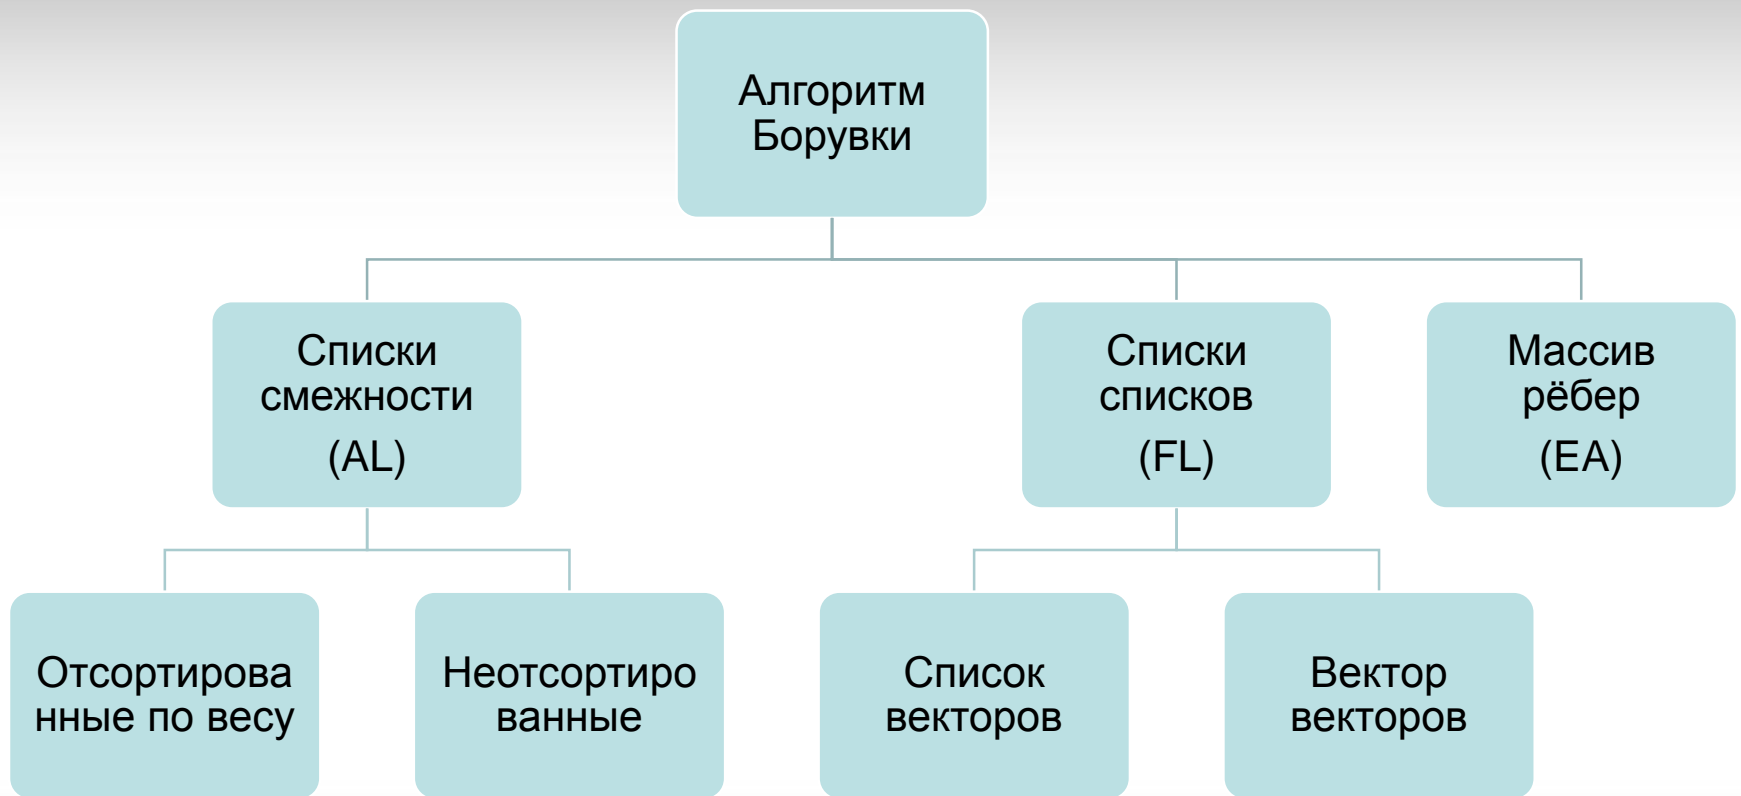 Алгоритм
Борувки
Списки
смежности
(AL)
Списки
списков
(FL)
Массив
рёбер
(EA)
Отсортирова
нные по весу
Неотсортиро
ванные
Список
векторов
Вектор
векторов